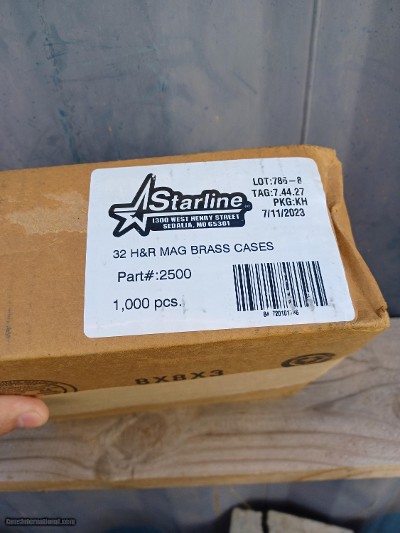 Starline
1300 WEST HENRY STREET
SEDALIA, MO 65301
LOT:786-8
TAG:7.44.27
PKG:KH
7/11/2023
32 H&R MAG BRASS CASES
Part#:2500
1,000 pcs.
8X8X3